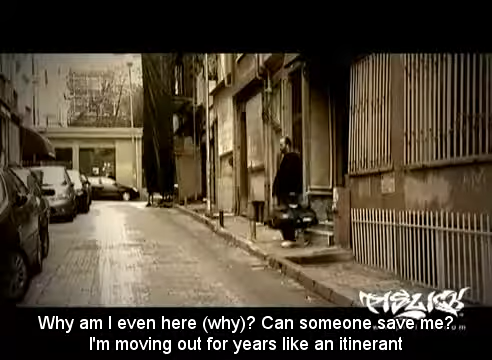 Why am I even here (why)? Can someone save me?
I'm moving out for years like an itinerant